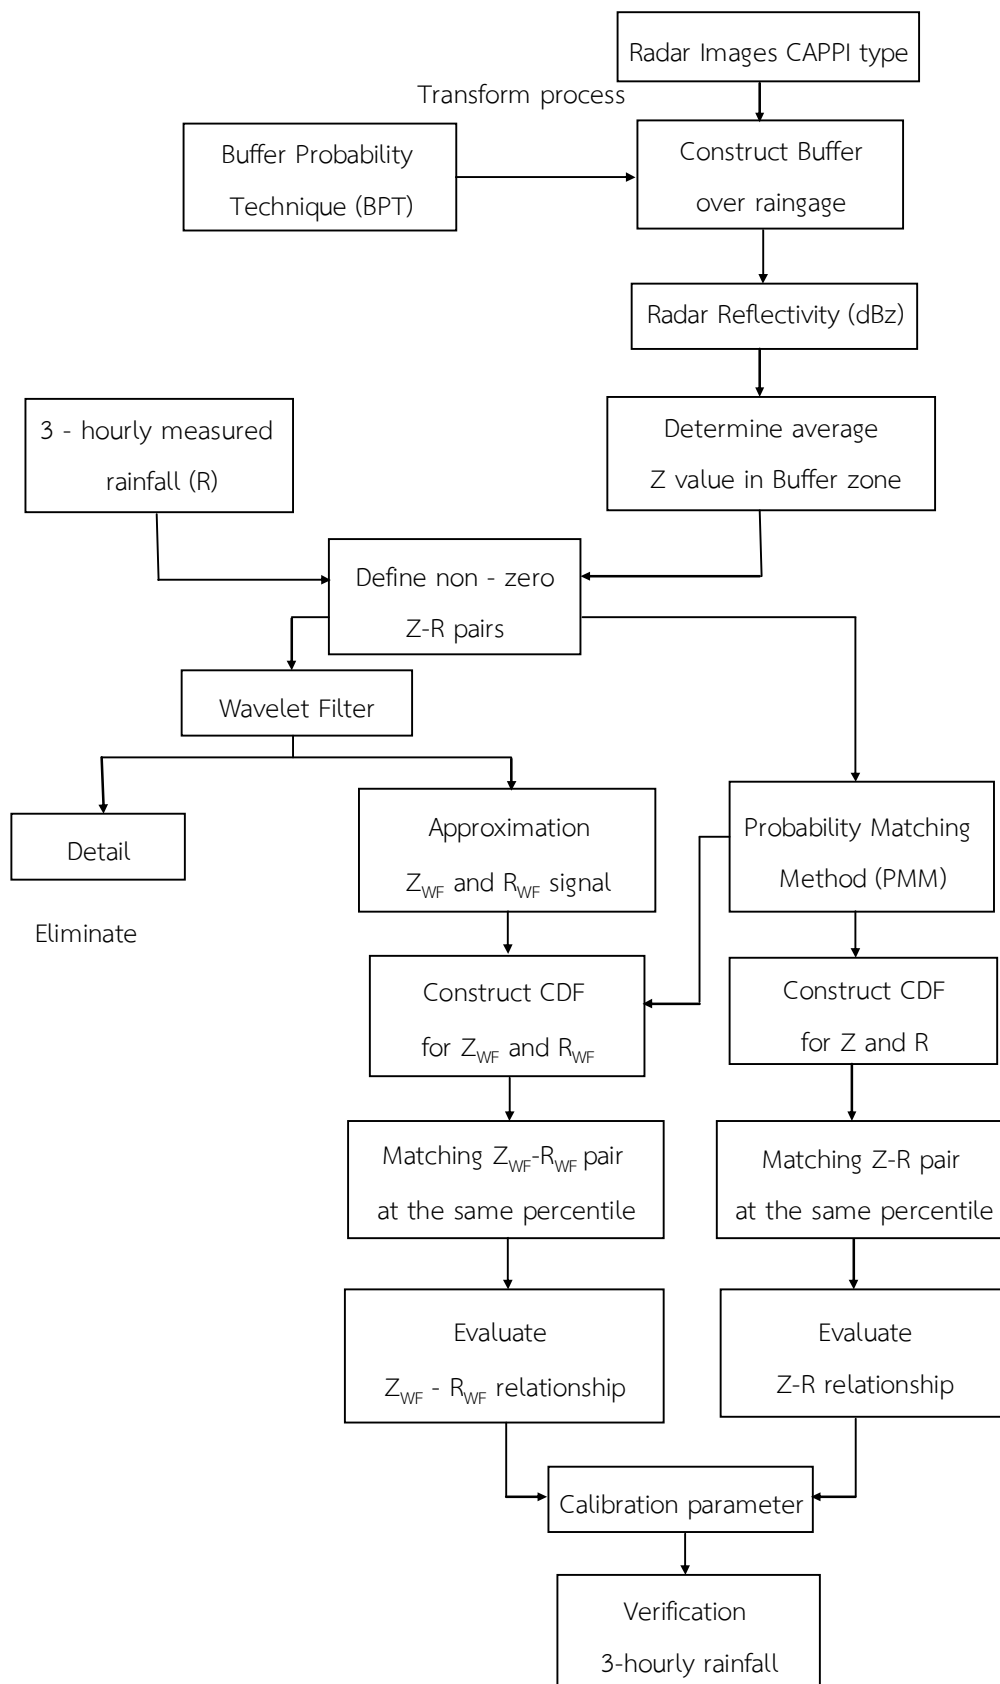 Radar Images CAPPI type
Transform process
Buffer Probability
Technique (BPT)
Construct Buffer
over raingage
Radar Reflectivity (dBz)
3 - hourly measured
rainfall (R)
Determine average
Z value in Buffer zone
Define non - zero
Z-R pairs
Wavelet Filter
Detail
Eliminate
Approximation
Z_WF and R_WF signal
Probability Matching
Method (PMM)
Construct CDF
for Z_WF and R_WF
Construct CDF
for Z and R
Matching Z_WF-R_WF pair
at the same percentile
Matching Z-R pair
at the same percentile
Evaluate
Z_WF - R_WF relationship
Evaluate
Z-R relationship
Calibration parameter
Verification
3-hourly rainfall